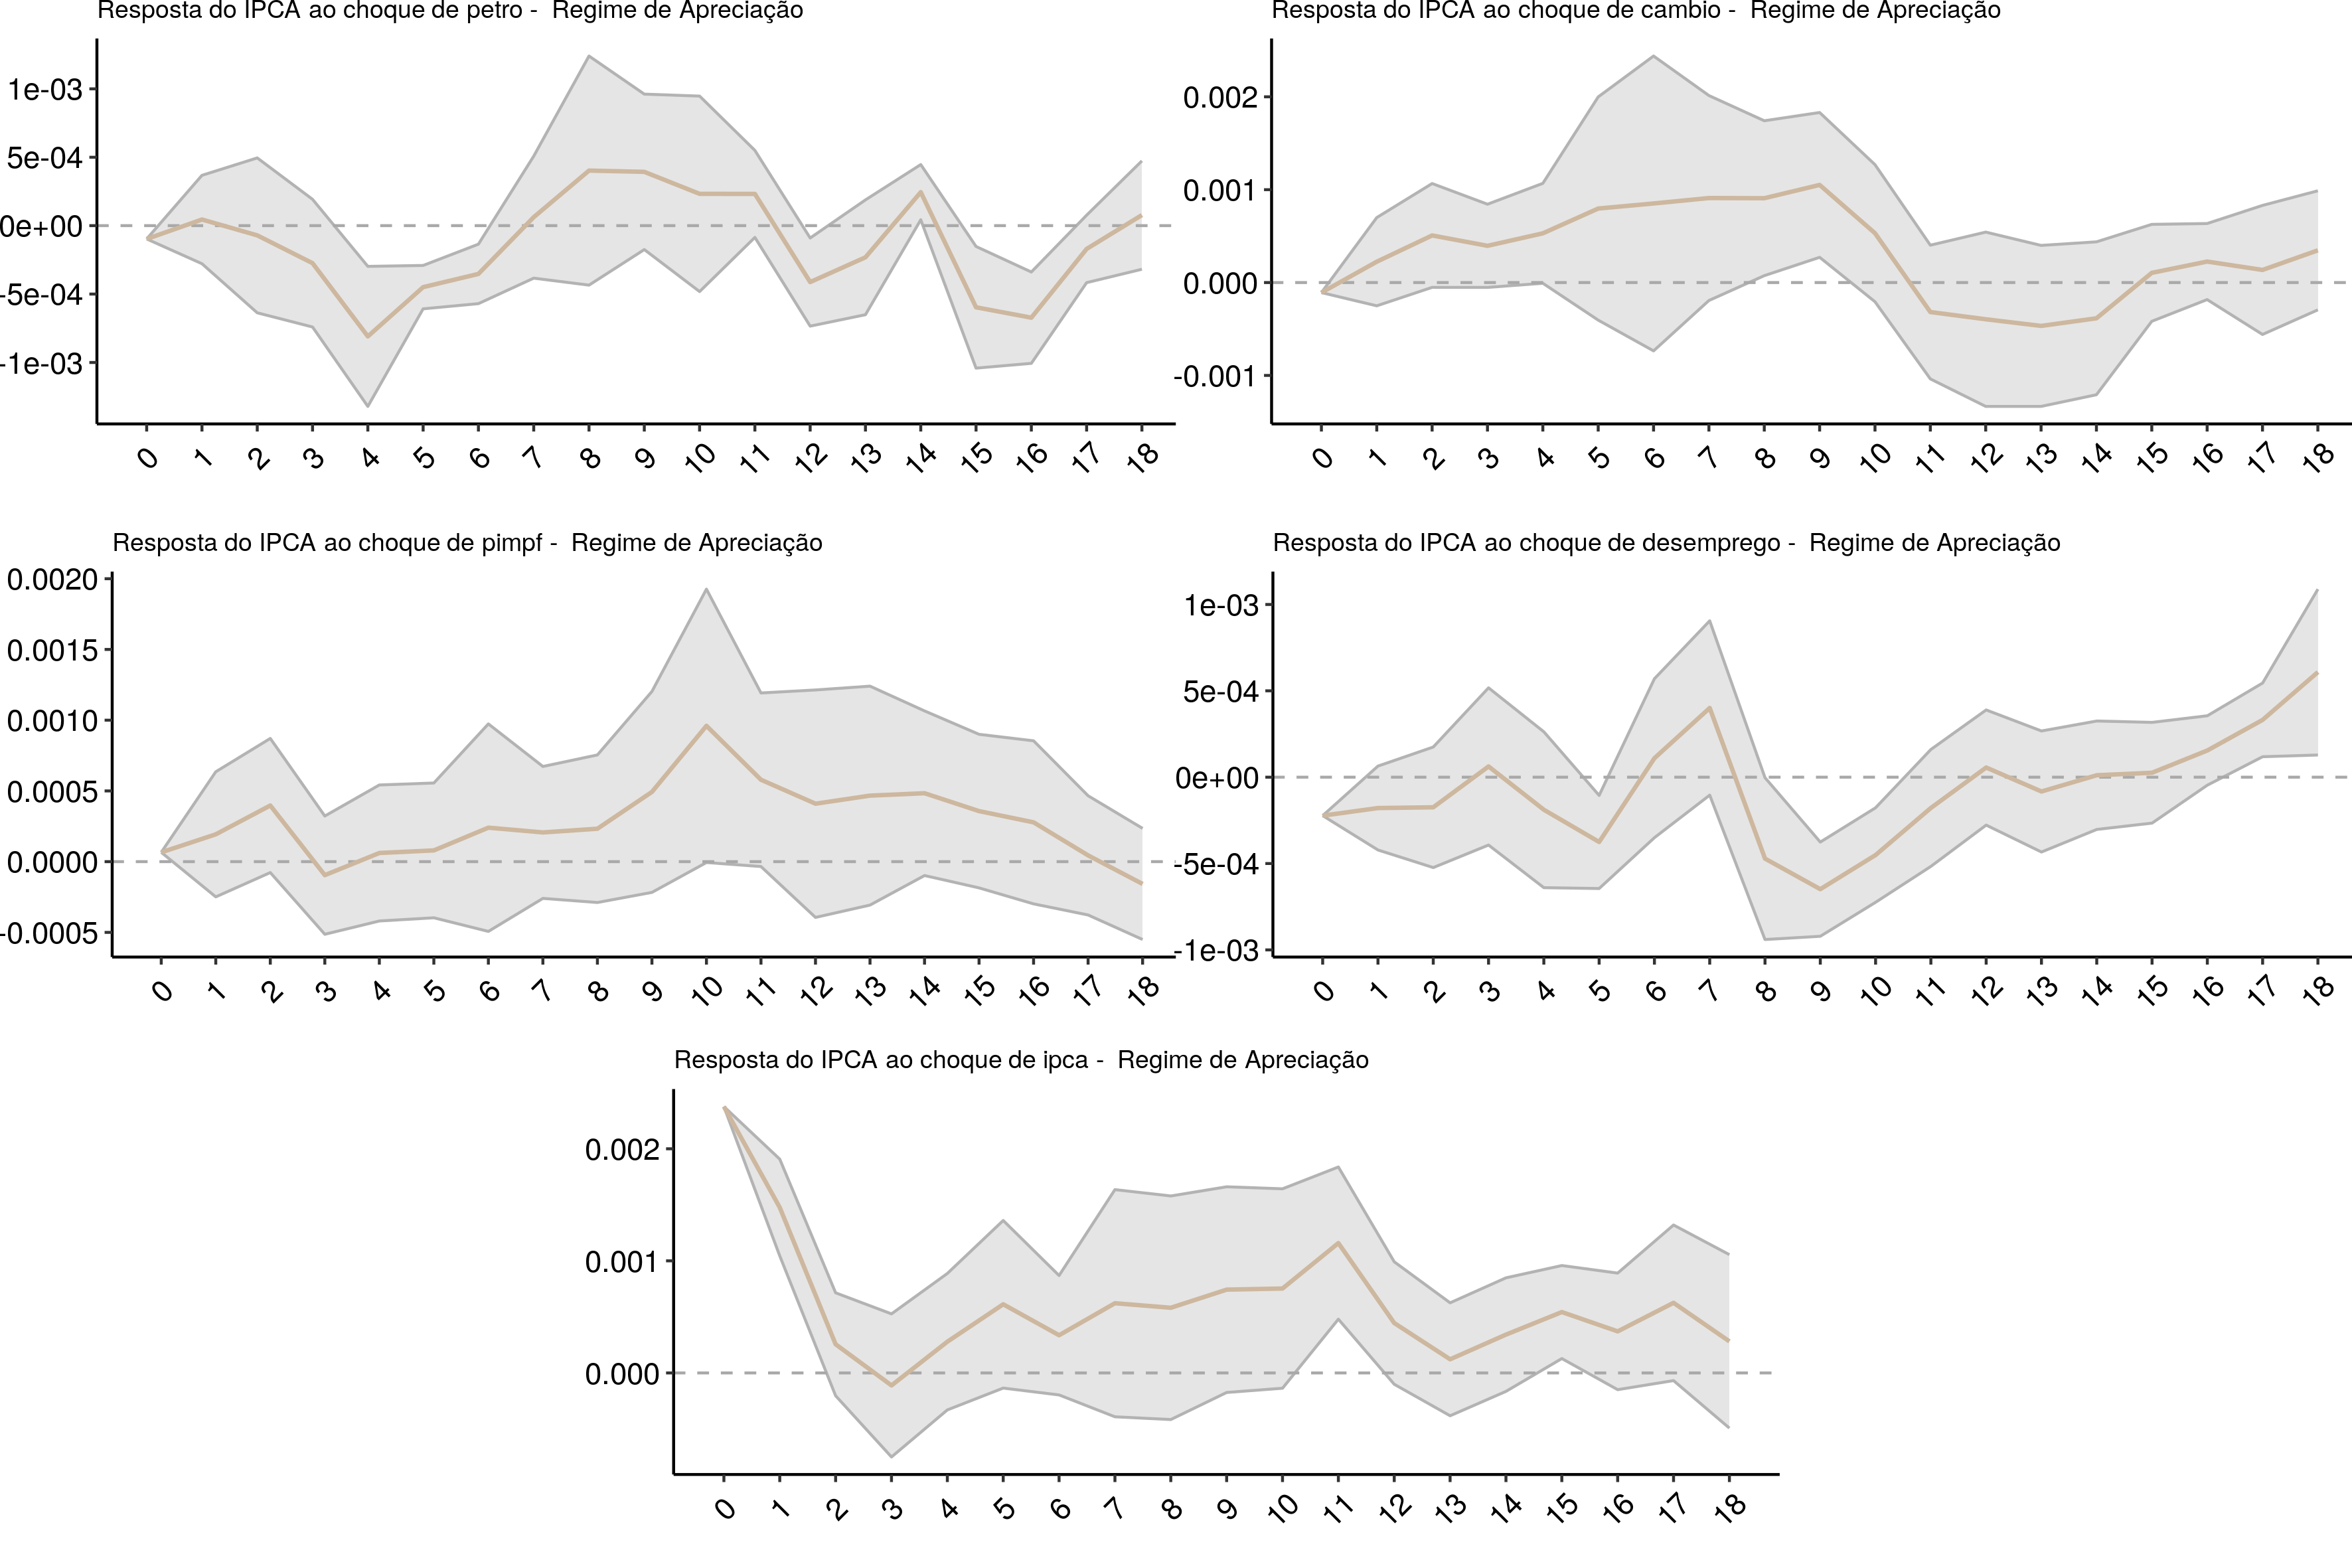 Resposta do IPCA ao choque de petro -  Regime de Apreciação
1e-03
5e-04
0e+00
-5e-04
-1e-03
0 1 2 3 4 5 6 7 8 9 10 11 12 13 14 15 16 17 18
Resposta do IPCA ao choque de cambio -  Regime de Apreciação
0.002
0.001
0.000
-0.001
0 1 2 3 4 5 6 7 8 9 10 11 12 13 14 15 16 17 18
Resposta do IPCA ao choque de pimpf -  Regime de Apreciação
0.0020
0.0015
0.0010
0.0005
0.0000
-0.0005
0 1 2 3 4 5 6 7 8 9 10 11 12 13 14 15 16 17 18
Resposta do IPCA ao choque de desemprego -  Regime de Apreciação
1e-03
5e-04
0e+00
-5e-04
-1e-03
0 1 2 3 4 5 6 7 8 9 10 11 12 13 14 15 16 17 18
Resposta do IPCA ao choque de ipca -  Regime de Apreciação
0.002
0.001
0.000
0 1 2 3 4 5 6 7 8 9 10 11 12 13 14 15 16 17 18